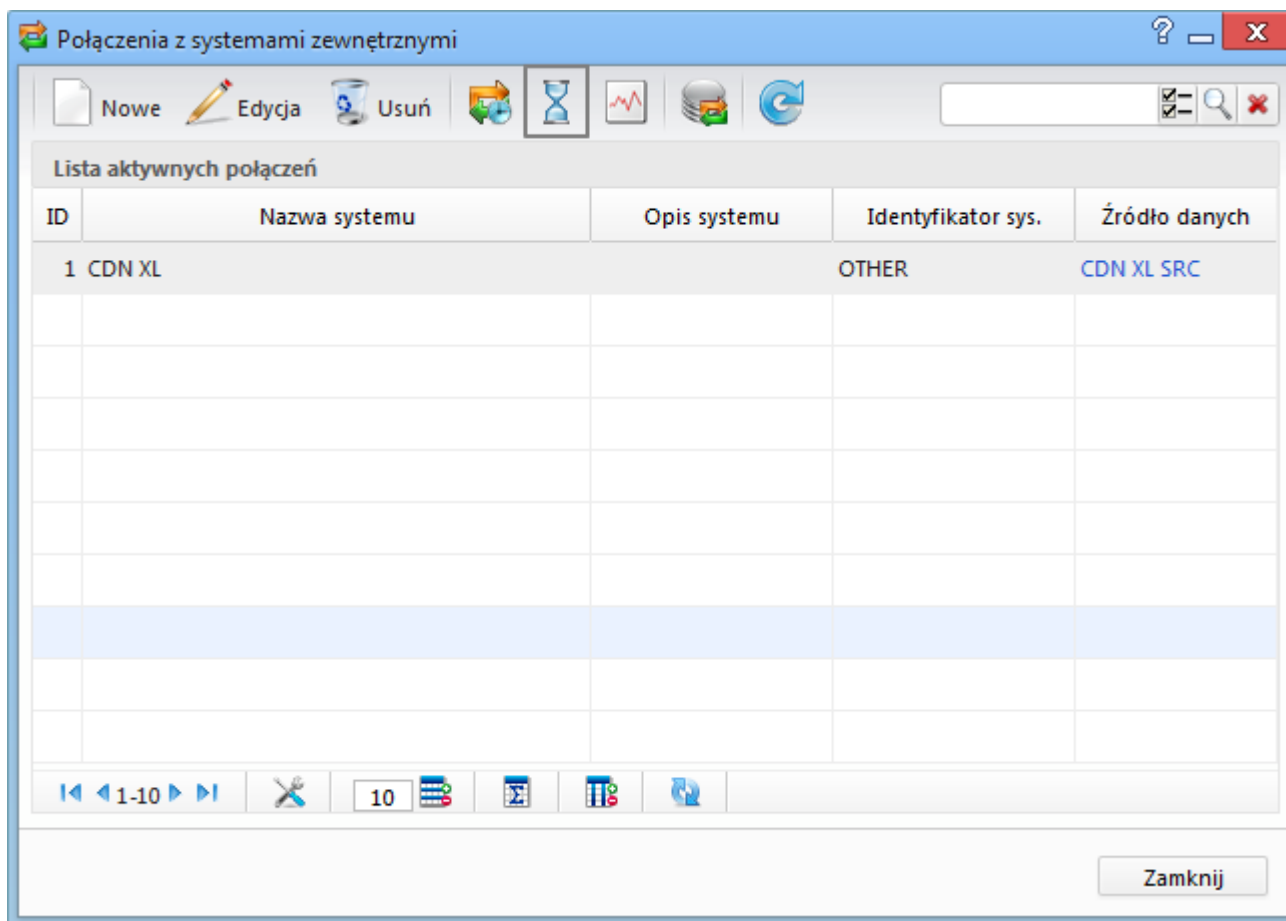 Połączenia z systemami zewnętrznymi
Nowe Edycja Usuń
Lista aktywnych połączeń
ID Nazwa systemu Opis systemu Identyfikator sys. Źródło danych
1 CDN XL OTHER CDN XL SRC
1-10 10
Zamknij